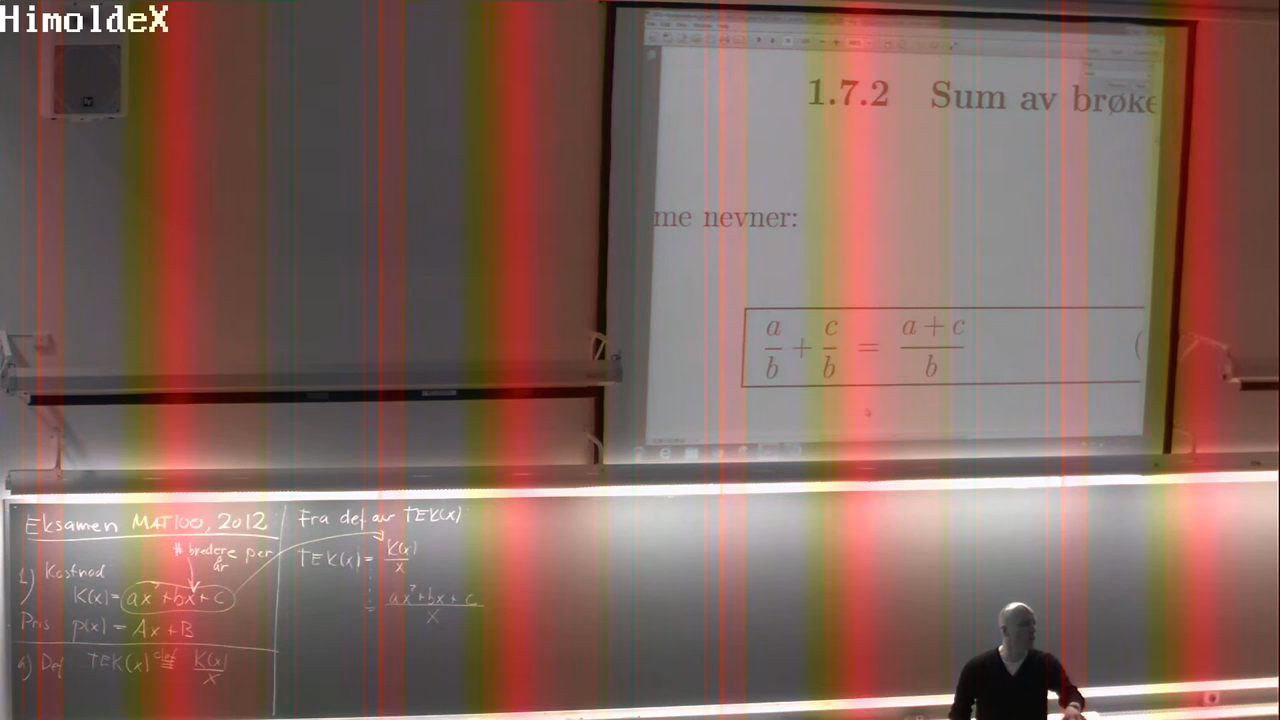 HimoldeX
1.7.2 Sum av brøke
me nevner:
a/b + c/b = (a + c)/b (
Eksamen MAT100, 2012
# bredere per år
1) Kostnad
K(x) = ax² + bx + c
Pris p(x) = Ax + B
a) Def TEK(x) def= K(x)/x
Fra def av TEK(x)
TEK(x) = K(x)/x
= (ax² + bx + c)/x